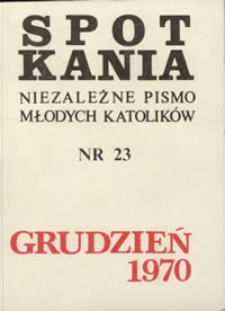 SPOT
KANIA
NIEZALEŻNE PISMO
MŁODYCH KATOLIKÓW
NR 23
GRUDZIEŃ
1970